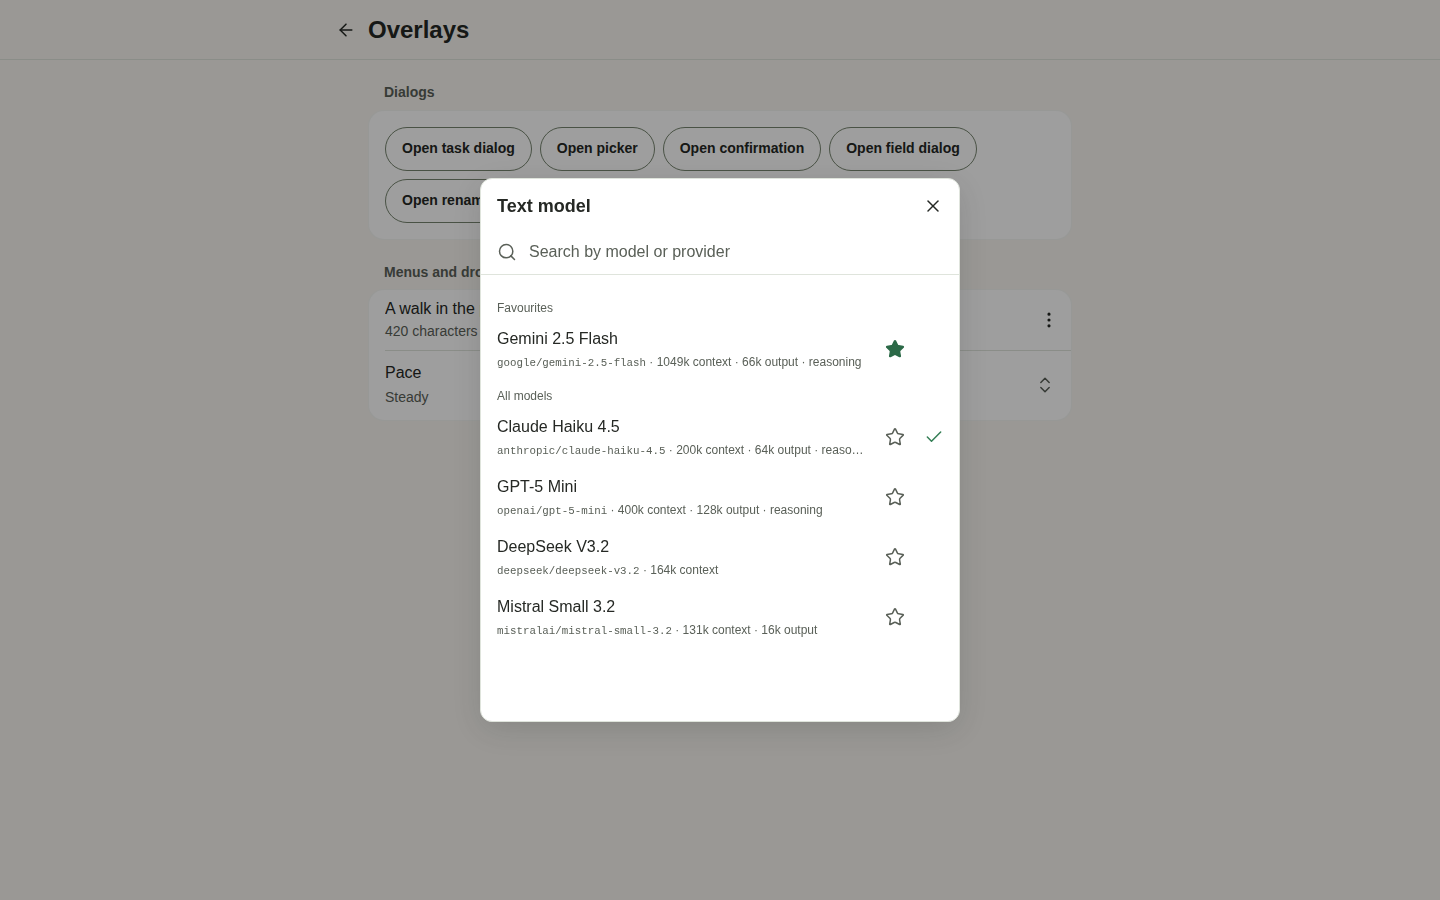 Overlays
Dialogs
Open task dialog
Open picker
Open confirmation
Open field dialog
Open renam
Text model
Search by model or provider
Menus and dro
Favourites
A walk in the
420 characters
Gemini 2.5 Flash
google/gemini-2.5-flash · 1049k context · 66k output · reasoning
Pace
Steady
All models
Claude Haiku 4.5
anthropic/claude-haiku-4.5 · 200k context · 64k output · reaso…
GPT-5 Mini
openai/gpt-5-mini · 400k context · 128k output · reasoning
DeepSeek V3.2
deepseek/deepseek-v3.2 · 164k context
Mistral Small 3.2
mistralai/mistral-small-3.2 · 131k context · 16k output